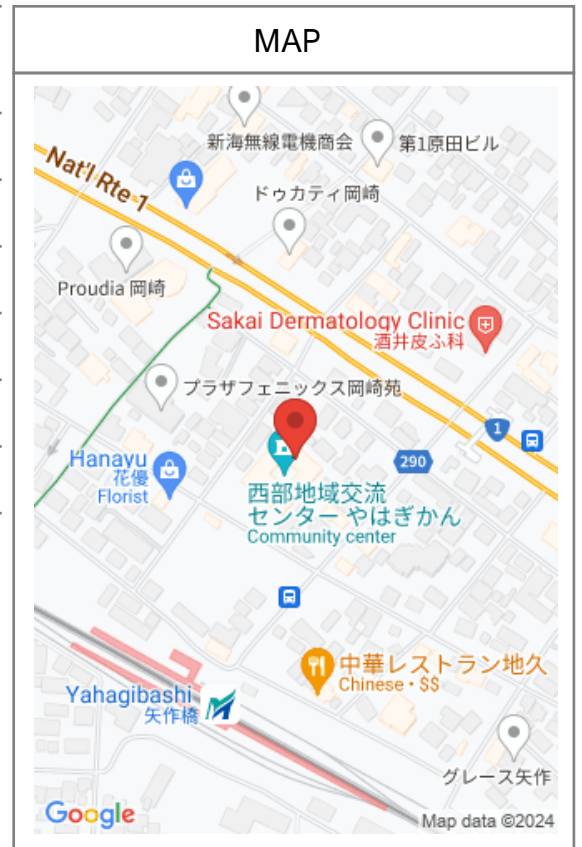 MAP
新海無線電機商会
第1原田ビル
Nat'l Rte 1
ドゥカティ岡崎
Proudia 岡崎
Sakai Dermatology Clinic
酒井皮ふ科
プラザフェニックス岡崎苑
1
Hanayu
花優
Florist
290
西部地域交流
センター やはぎかん
Community center
中華レストラン地久
Chinese • $$
Yahagibashi
矢作橋
グレース矢作
Google
Map data ©2024